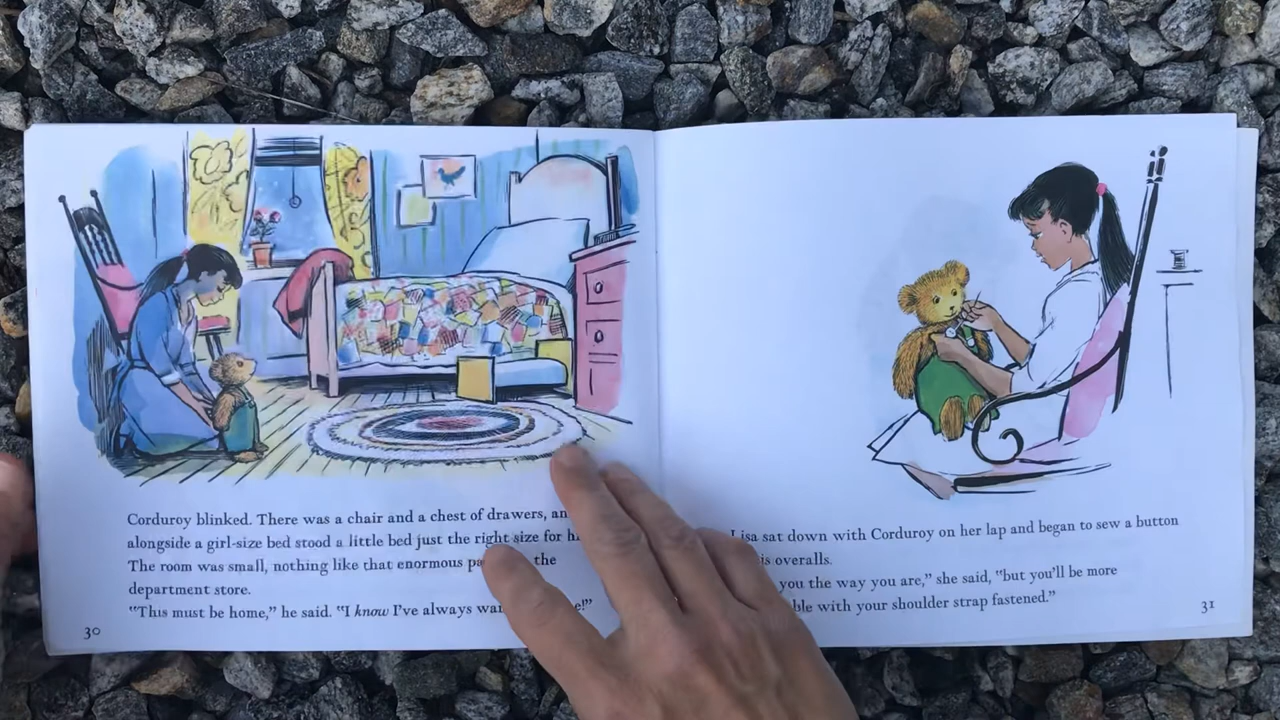 Corduroy blinked. There was a chair and a chest of drawers, an
alongside a girl-size bed stood a little bed just the right size for h
The room was small, nothing like that enormous pa the
department store.
"This must be home," he said. "I know I've always wan e!"
30
Lisa sat down with Corduroy on her lap and began to sew a button
is overalls.
you the way you are," she said, "but you'll be more
ble with your shoulder strap fastened."
31